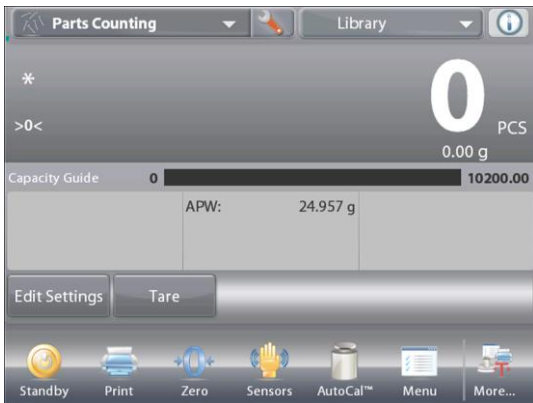 Parts Counting Library
*
0
>0< PCS
0.00 g
Capacity Guide 0 10200.00
APW: 24.957 g
Edit Settings Tare
Standby Print Zero Sensors AutoCal™ Menu More...